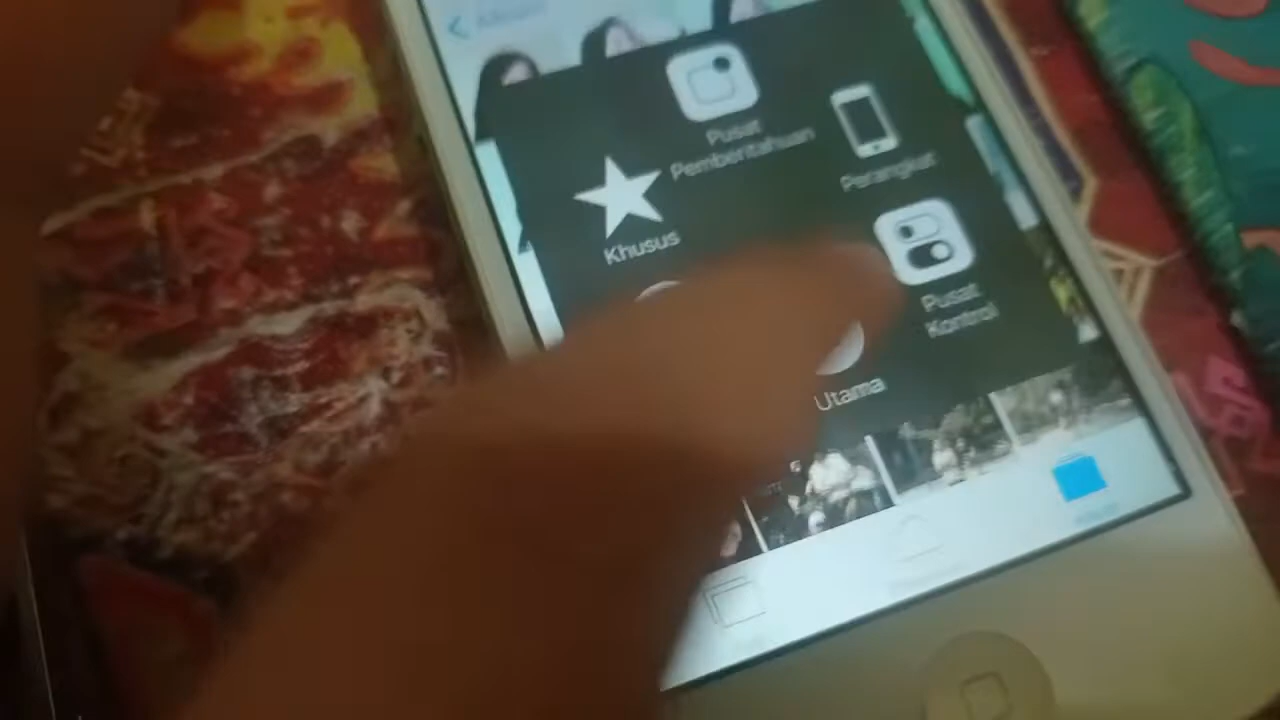 Pusat
Pemberitahuan
Perangkat
Khusus
Pusat
Kontrol
Utama